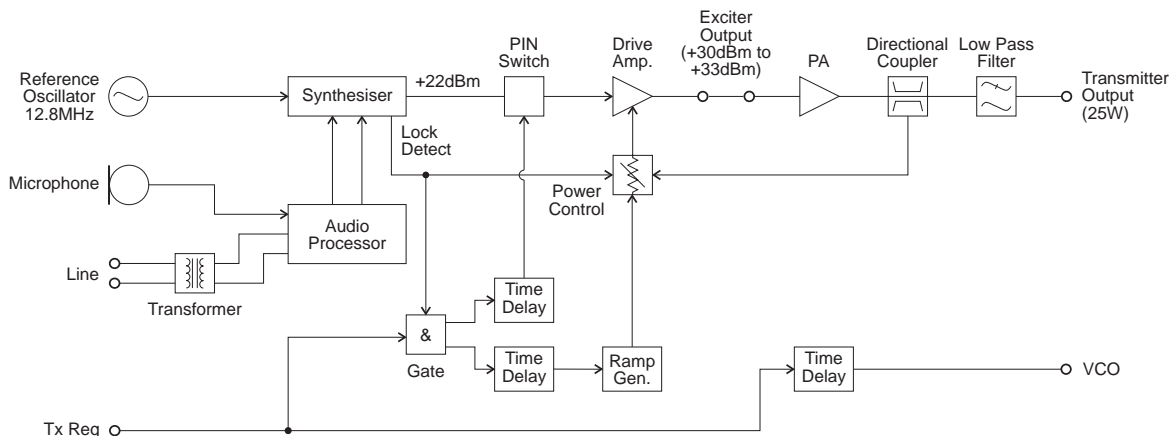 Reference
Oscillator
12.8MHz
Synthesiser
+22dBm
PIN
Switch
Drive
Amp.
Exciter
Output
(+30dBm to
+33dBm)
PA
Directional
Coupler
Low Pass
Filter
Transmitter
Output
(25W)
Lock
Detect
Microphone
Audio
Processor
Power
Control
Line
Transformer
Time
Delay
&
Gate
Time
Delay
Ramp
Gen.
Time
Delay
VCO
Tx Reg